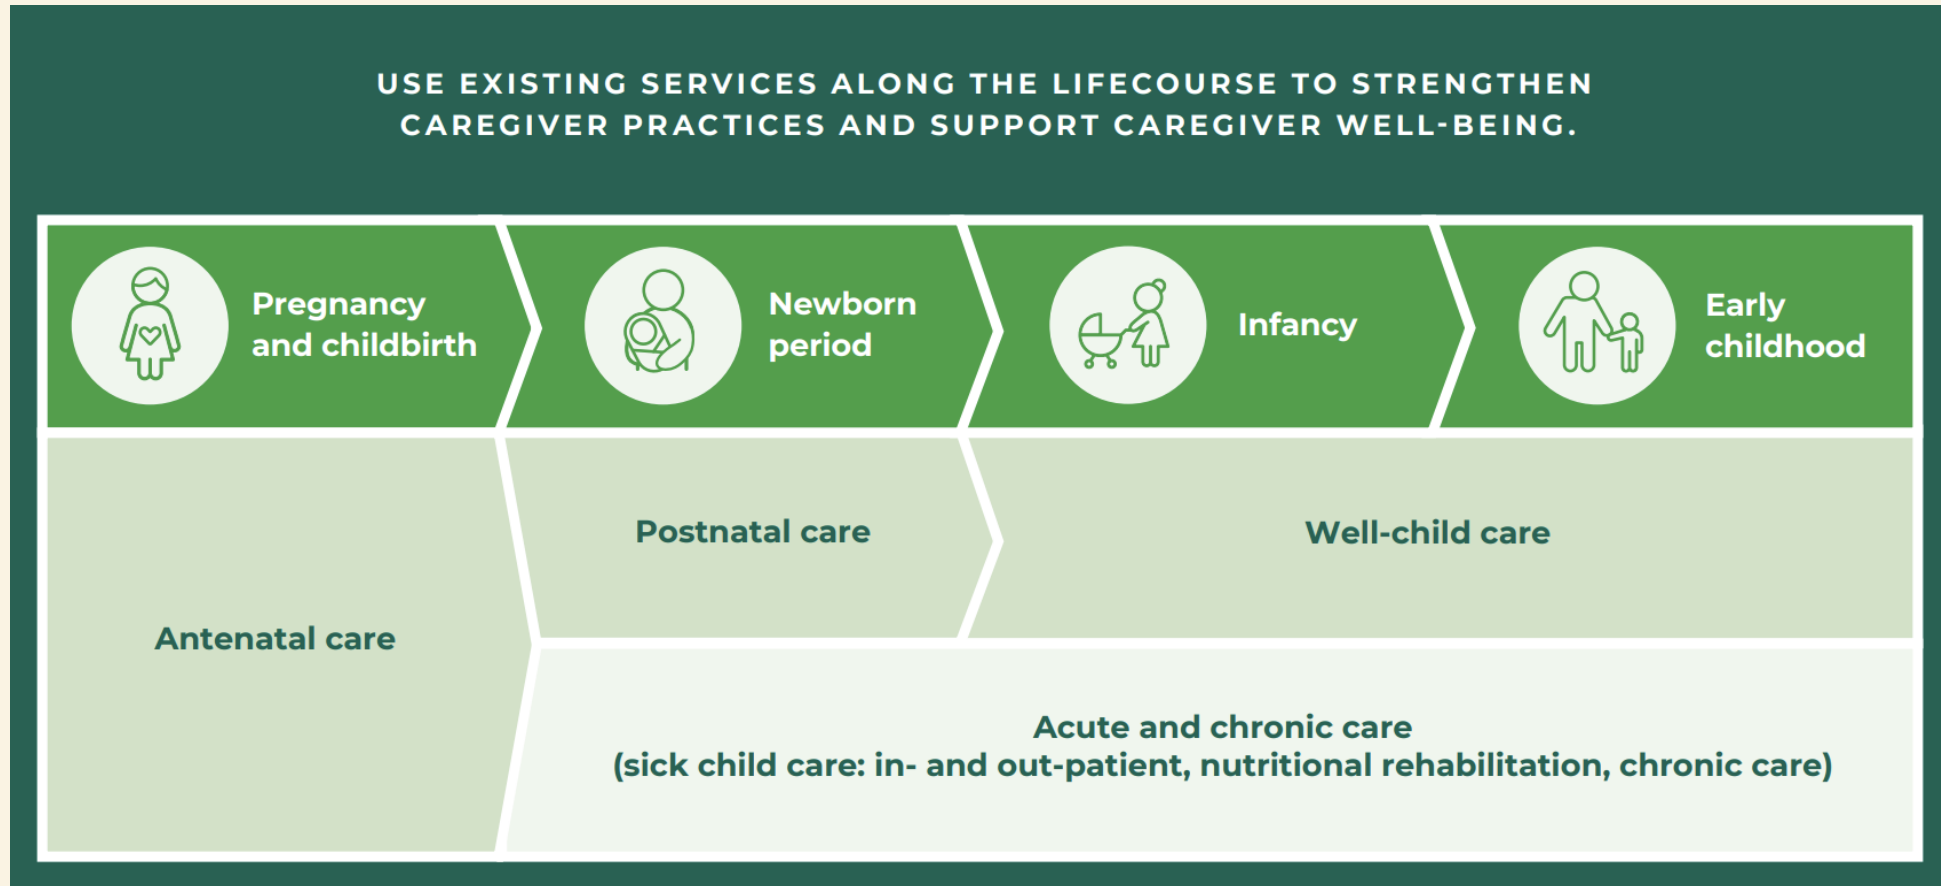 USE EXISTING SERVICES ALONG THE LIFECOURSE TO STRENGTHEN
CAREGIVER PRACTICES AND SUPPORT CAREGIVER WELL-BEING.
Pregnancy
and childbirth
Newborn
period
Infancy
Early
childhood
Antenatal care
Postnatal care
Well-child care
Acute and chronic care
(sick child care: in- and out-patient, nutritional rehabilitation, chronic care)